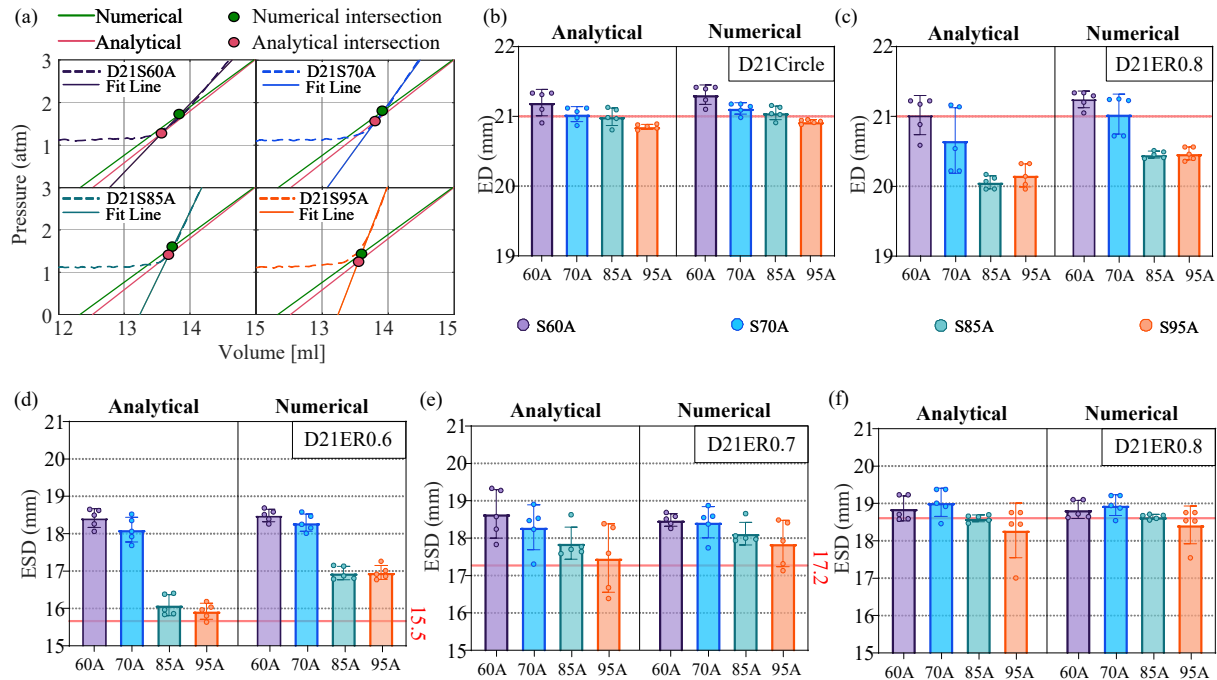 (a)
Numerical
Numerical intersection
Analytical
Analytical intersection
Pressure (atm)
3
2
1
3
2
1
0
D21S60A
Fit Line
D21S70A
Fit Line
D21S85A
Fit Line
D21S95A
Fit Line
12 13 14 15 13 14 15
Volume [ml]
(b)
Analytical Numerical
D21Circle
ED (mm)
22
21
20
19
60A 70A 85A 95A 60A 70A 85A 95A
(c)
Analytical Numerical
D21ER0.8
ED (mm)
22
21
20
19
60A 70A 85A 95A 60A 70A 85A 95A
S60A S70A S85A S95A
(d)
Analytical Numerical
D21ER0.6
ESD (mm)
21
20
19
18
17
16
15
15.5
60A 70A 85A 95A 60A 70A 85A 95A
(e)
Analytical Numerical
D21ER0.7
ESD (mm)
21
20
19
18
17
16
15
17.2
60A 70A 85A 95A 60A 70A 85A 95A
(f)
Analytical Numerical
D21ER0.8
ESD (mm)
21
20
19
18
17
16
15
60A 70A 85A 95A 60A 70A 85A 95A